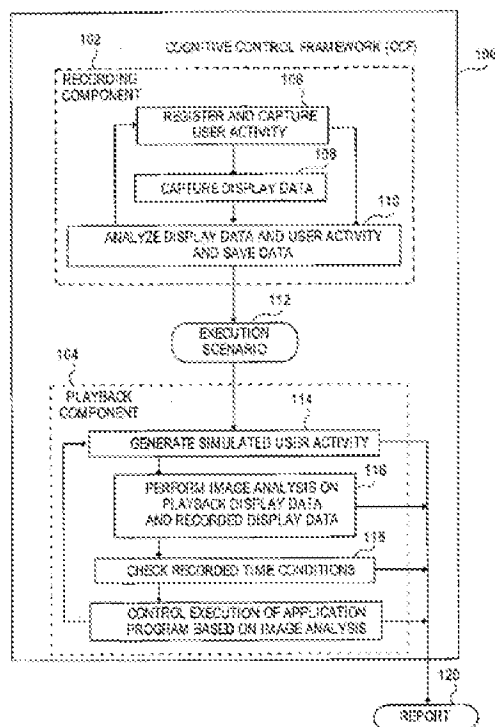 102
COGNITIVE CONTROL FRAMEWORK (CCF)
100
RECORDING
COMPONENT
106
REGISTER AND CAPTURE
USER ACTIVITY
108
CAPTURE DISPLAY DATA
110
ANALYZE DISPLAY DATA AND USER ACTIVITY
AND SAVE DATA
112
EXECUTION
SCENARIO
104
PLAYBACK
COMPONENT
114
GENERATE SIMULATED USER ACTIVITY
116
PERFORM IMAGE ANALYSIS ON
PLAYBACK DISPLAY DATA
AND RECORDED DISPLAY DATA
118
CHECK RECORDED TIME CONDITIONS
CONTROL EXECUTION OF APPLICATION
PROGRAM BASED ON IMAGE ANALYSIS
120
REPORT